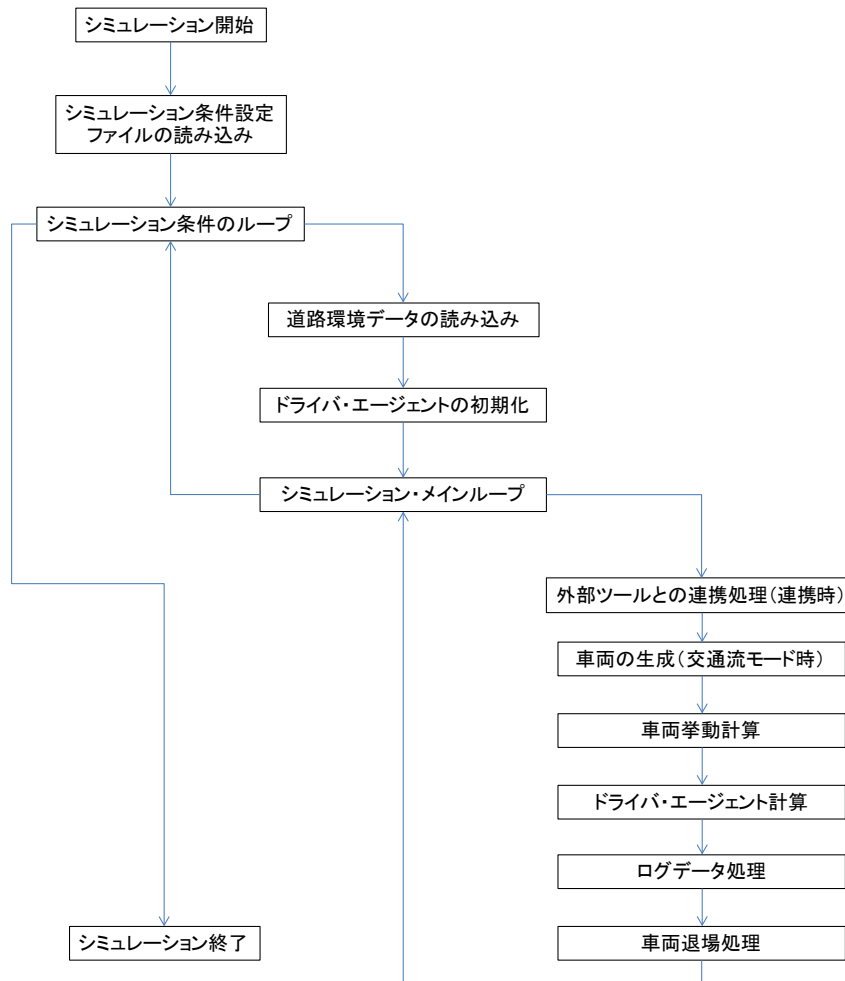 シミュレーション開始
シミュレーション条件設定
ファイルの読み込み
シミュレーション条件のループ
道路環境データの読み込み
ドライバ・エージェントの初期化
シミュレーション・メインループ
外部ツールとの連携処理(連携時)
車両の生成(交通流モード時)
車両挙動計算
ドライバ・エージェント計算
ログデータ処理
シミュレーション終了
車両退場処理